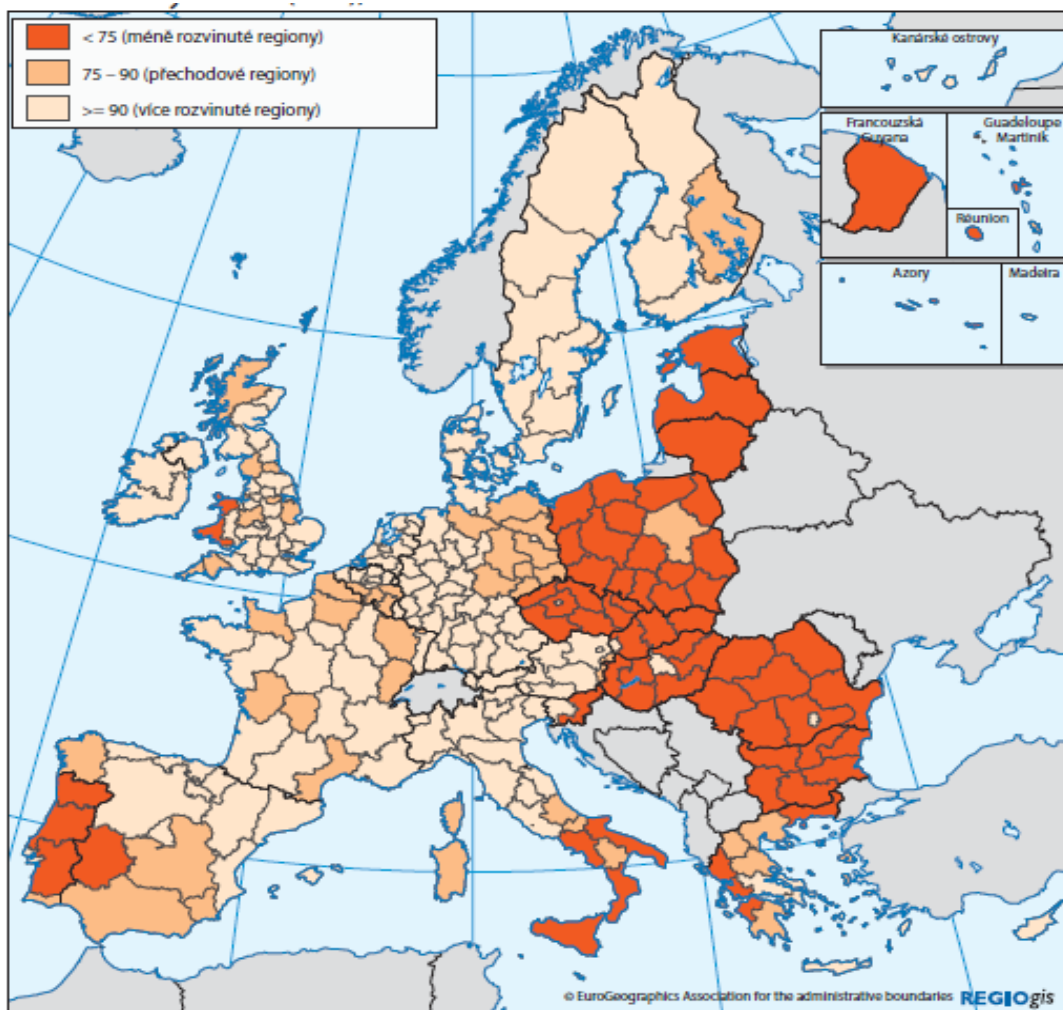 < 75 (méně rozvinuté regiony)
75 – 90 (přechodové regiony)
>= 90 (více rozvinuté regiony)
Kanárské ostrovy
Francouzská
Guyana
Guadeloupe
Martinik
Réunion
Azory
Madeira
© EuroGeographics Association for the administrative boundaries REGIOgis